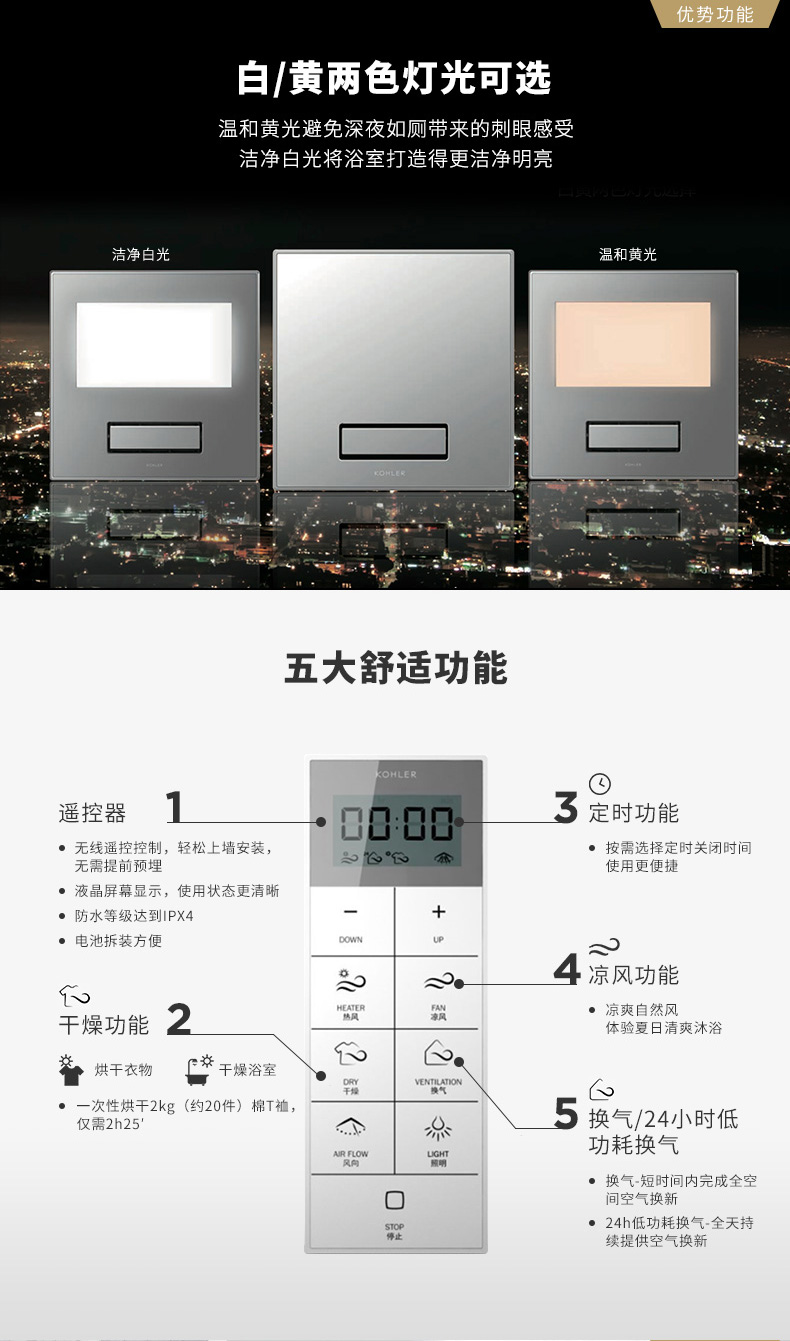 优势功能
白/黄两色灯光可选
温和黄光避免深夜如厕带来的刺眼感受
洁净白光将浴室打造得更洁净明亮
洁净白光
温和黄光
KOHLER
KOHLER
KOHLER
五大舒适功能
遥控器 1
无线遥控控制，轻松上墙安装，
无需提前预埋
液晶屏幕显示，使用状态更清晰
防水等级达到IPX4
电池拆装方便
干燥功能 2
烘干衣物
干燥浴室
一次性烘干2kg（约20件）棉T恤，
仅需2h25'
KOHLER
00:00
− DOWN
+ UP
HEATER
热风
FAN
凉风
DRY
干燥
VENTILATION
换气
AIR FLOW
风向
LIGHT
照明
STOP
停止
3 定时功能
按需选择定时关闭时间
使用更便捷
4 凉风功能
凉爽自然风
体验夏日清爽沐浴
5 换气/24小时低
功耗换气
换气-短时间内完成全空
间空气换新
24h低功耗换气-全天持
续提供空气换新